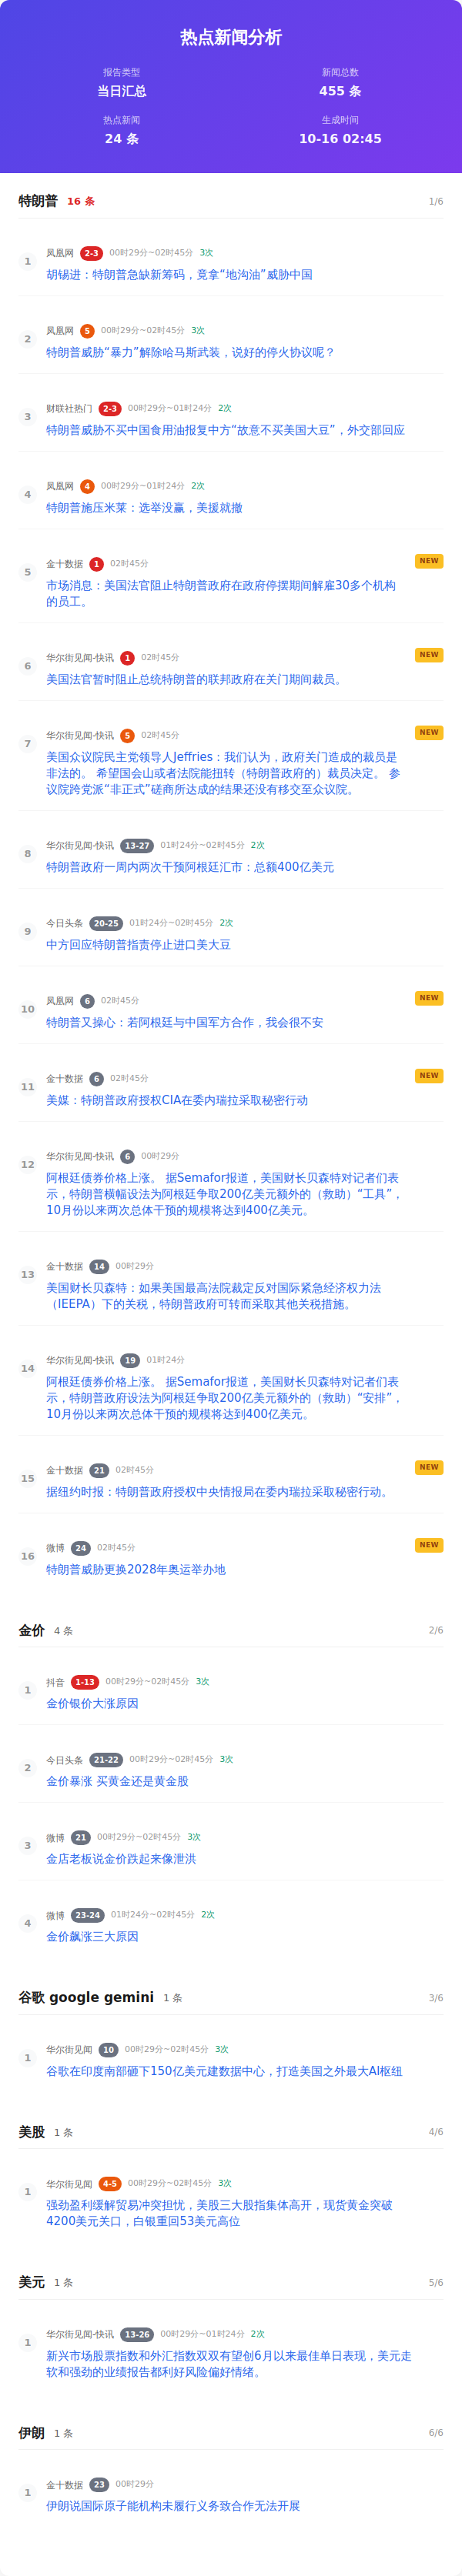 热点新闻分析
报告类型
当日汇总
新闻总数
455 条
热点新闻
24 条
生成时间
10-16 02:45
特朗普 16 条 1/6
1
凤凰网 2-3 00时29分~02时45分 3次
胡锡进：特朗普急缺新筹码，竟拿“地沟油”威胁中国
2
凤凰网 5 00时29分~02时45分 3次
特朗普威胁“暴力”解除哈马斯武装，说好的停火协议呢？
3
财联社热门 2-3 00时29分~01时24分 2次
特朗普威胁不买中国食用油报复中方“故意不买美国大豆”，外交部回应
4
凤凰网 4 00时29分~01时24分 2次
特朗普施压米莱：选举没赢，美援就撤
5
金十数据 1 02时45分 NEW
市场消息：美国法官阻止特朗普政府在政府停摆期间解雇30多个机构
的员工。
6
华尔街见闻-快讯 1 02时45分 NEW
美国法官暂时阻止总统特朗普的联邦政府在关门期间裁员。
7
华尔街见闻-快讯 5 02时45分 NEW
美国众议院民主党领导人Jeffries：我们认为，政府关门造成的裁员是
非法的。 希望国会山或者法院能扭转（特朗普政府的）裁员决定。 参
议院跨党派“非正式”磋商所达成的结果还没有移交至众议院。
8
华尔街见闻-快讯 13-27 01时24分~02时45分 2次
特朗普政府一周内两次干预阿根廷汇市：总额400亿美元
9
今日头条 20-25 01时24分~02时45分 2次
中方回应特朗普指责停止进口美大豆
10
凤凰网 6 02时45分 NEW
特朗普又操心：若阿根廷与中国军方合作，我会很不安
11
金十数据 6 02时45分 NEW
美媒：特朗普政府授权CIA在委内瑞拉采取秘密行动
12
华尔街见闻-快讯 6 00时29分
阿根廷债券价格上涨。 据Semafor报道，美国财长贝森特对记者们表
示，特朗普横幅设法为阿根廷争取200亿美元额外的（救助）“工具”，
10月份以来两次总体干预的规模将达到400亿美元。
13
金十数据 14 00时29分
美国财长贝森特：如果美国最高法院裁定反对国际紧急经济权力法
（IEEPA）下的关税，特朗普政府可转而采取其他关税措施。
14
华尔街见闻-快讯 19 01时24分
阿根廷债券价格上涨。 据Semafor报道，美国财长贝森特对记者们表
示，特朗普政府设法为阿根廷争取200亿美元额外的（救助）“安排”，
10月份以来两次总体干预的规模将达到400亿美元。
15
金十数据 21 02时45分 NEW
据纽约时报：特朗普政府授权中央情报局在委内瑞拉采取秘密行动。
16
微博 24 02时45分 NEW
特朗普威胁更换2028年奥运举办地
金价 4 条 2/6
1
抖音 1-13 00时29分~02时45分 3次
金价银价大涨原因
2
今日头条 21-22 00时29分~02时45分 3次
金价暴涨 买黄金还是黄金股
3
微博 21 00时29分~02时45分 3次
金店老板说金价跌起来像泄洪
4
微博 23-24 01时24分~02时45分 2次
金价飙涨三大原因
谷歌 google gemini 1 条 3/6
1
华尔街见闻 10 00时29分~02时45分 3次
谷歌在印度南部砸下150亿美元建数据中心，打造美国之外最大AI枢纽
美股 1 条 4/6
1
华尔街见闻 4-5 00时29分~02时45分 3次
强劲盈利缓解贸易冲突担忧，美股三大股指集体高开，现货黄金突破
4200美元关口，白银重回53美元高位
美元 1 条 5/6
1
华尔街见闻-快讯 13-26 00时29分~01时24分 2次
新兴市场股票指数和外汇指数双双有望创6月以来最佳单日表现，美元走
软和强劲的业绩报告都利好风险偏好情绪。
伊朗 1 条 6/6
1
金十数据 23 00时29分
伊朗说国际原子能机构未履行义务致合作无法开展